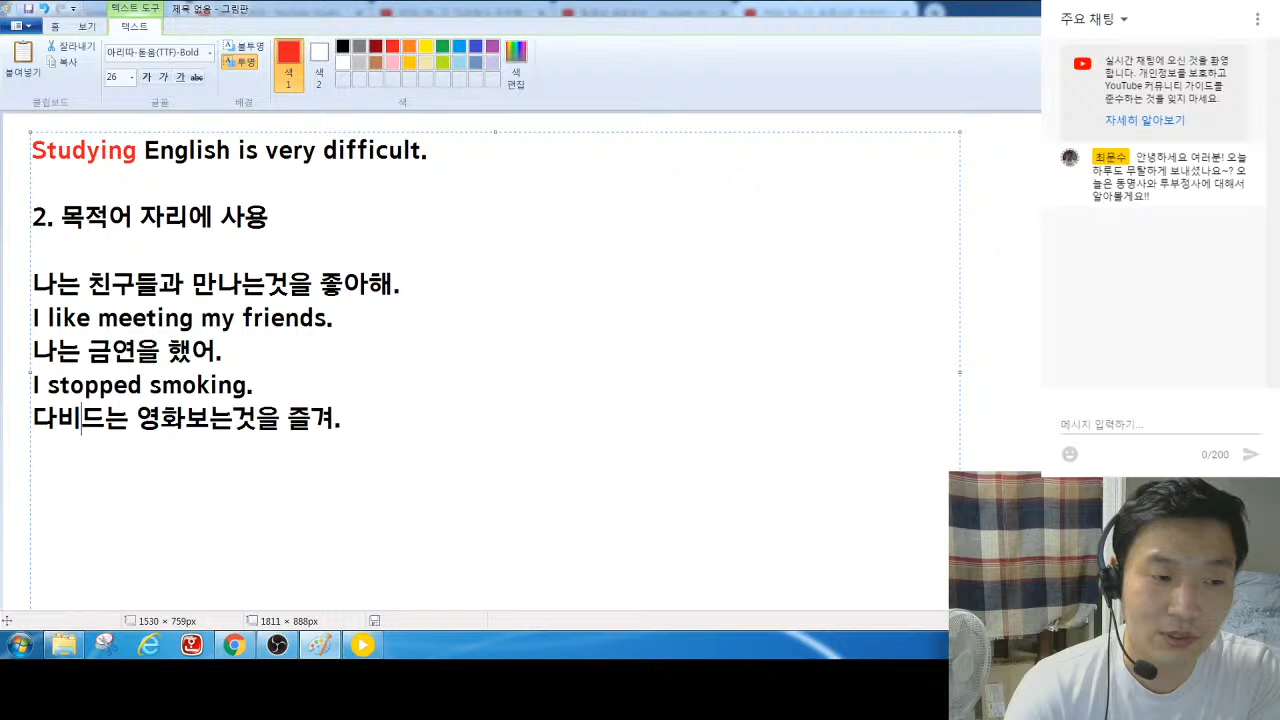 텍스트 도구
제목 없음 - 그림판
홈
보기
텍스트
붙여넣기
잘라내기
복사
클립보드
아리따-돋움(TTF)-Bold
26
가 가 가 abc
글꼴
불투명
투명
배경
색
1
색
2
색
편집
색
Studying English is very difficult.
2. 목적어 자리에 사용
나는 친구들과 만나는것을 좋아해.
I like meeting my friends.
나는 금연을 했어.
I stopped smoking.
다비드는 영화보는것을 즐겨.
1530 × 759px
1811 × 888px
주요 채팅
실시간 채팅에 오신 것을 환영
합니다. 개인정보를 보호하고
YouTube 커뮤니티 가이드를
준수하는 것을 잊지 마세요.
자세히 알아보기
최문수 안녕하세요 여러분! 오늘
하루도 무탈하게 보내셨나요~? 오
늘은 동명사와 투부정사에 대해서
알아볼게요!!
메시지 입력하기...
0/200